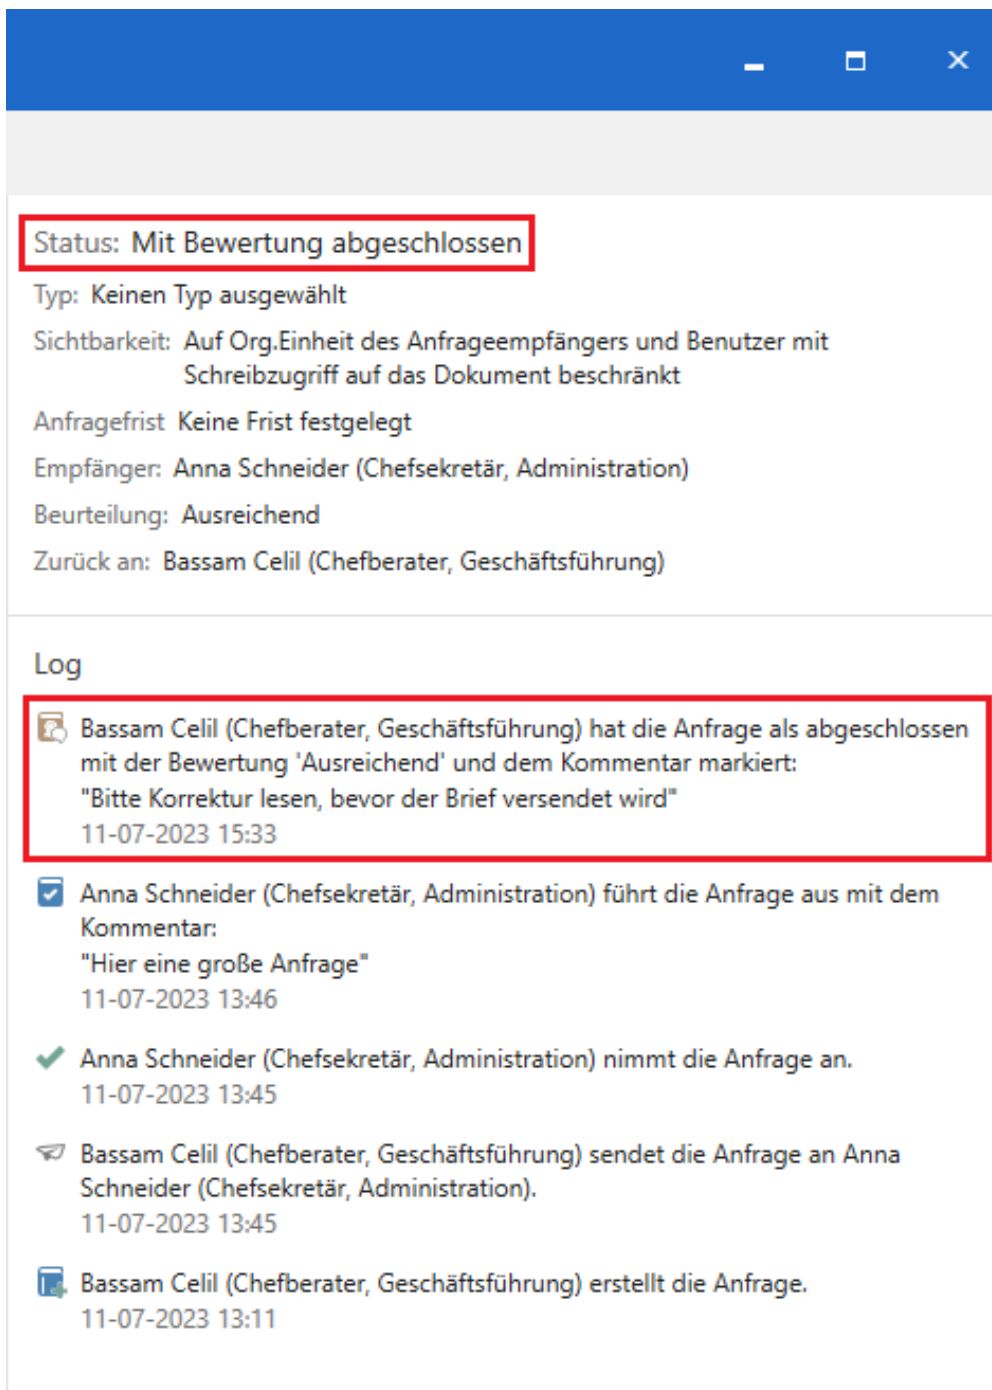 Status: Mit Bewertung abgeschlossen
Typ: Keinen Typ ausgewählt
Sichtbarkeit: Auf Org.Einheit des Anfrageempfängers und Benutzer mit
Schreibzugriff auf das Dokument beschränkt
Anfragefrist Keine Frist festgelegt
Empfänger: Anna Schneider (Chefsekretär, Administration)
Beurteilung: Ausreichend
Zurück an: Bassam Celil (Chefberater, Geschäftsführung)
Log
Bassam Celil (Chefberater, Geschäftsführung) hat die Anfrage als abgeschlossen
mit der Bewertung 'Ausreichend' und dem Kommentar markiert:
"Bitte Korrektur lesen, bevor der Brief versendet wird"
11-07-2023 15:33
Anna Schneider (Chefsekretär, Administration) führt die Anfrage aus mit dem
Kommentar:
"Hier eine große Anfrage"
11-07-2023 13:46
Anna Schneider (Chefsekretär, Administration) nimmt die Anfrage an.
11-07-2023 13:45
Bassam Celil (Chefberater, Geschäftsführung) sendet die Anfrage an Anna
Schneider (Chefsekretär, Administration).
11-07-2023 13:45
Bassam Celil (Chefberater, Geschäftsführung) erstellt die Anfrage.
11-07-2023 13:11